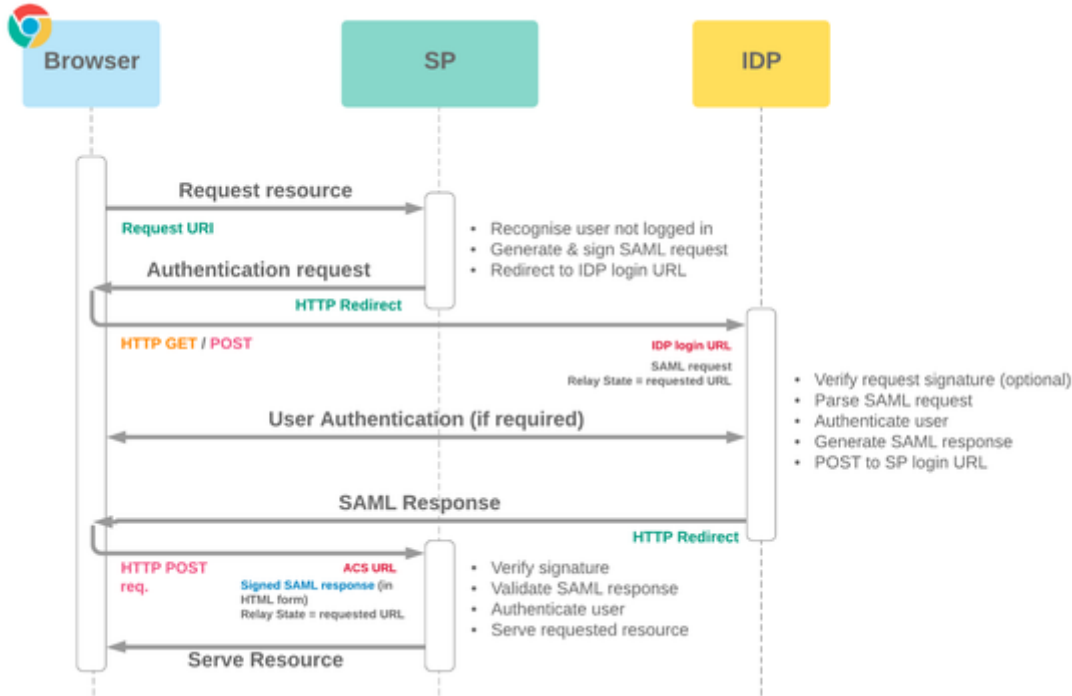 Browser
SP
IDP
Request resource
Request URI
• Recognise user not logged in
• Generate & sign SAML request
• Redirect to IDP login URL
Authentication request
HTTP Redirect
HTTP GET / POST
IDP login URL
SAML request
Relay State = requested URL
• Verify request signature (optional)
• Parse SAML request
• Authenticate user
• Generate SAML response
• POST to SP login URL
User Authentication (if required)
SAML Response
HTTP Redirect
HTTP POST
req.
ACS URL
Signed SAML response (in
HTML form)
Relay State = requested URL
• Verify signature
• Validate SAML response
• Authenticate user
• Serve requested resource
Serve Resource